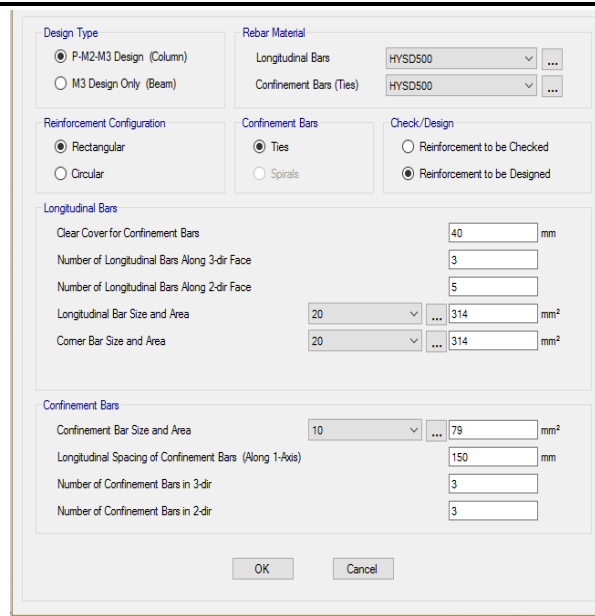 Design Type
P-M2-M3 Design (Column)
M3 Design Only (Beam)
Rebar Material
Longitudinal Bars HYSD500 ...
Confinement Bars (Ties) HYSD500 ...
Reinforcement Configuration
Rectangular
Circular
Confinement Bars
Ties
Spirals
Check/Design
Reinforcement to be Checked
Reinforcement to be Designed
Longitudinal Bars
Clear Cover for Confinement Bars 40 mm
Number of Longitudinal Bars Along 3-dir Face 3
Number of Longitudinal Bars Along 2-dir Face 5
Longitudinal Bar Size and Area 20 ... 314 mm²
Corner Bar Size and Area 20 ... 314 mm²
Confinement Bars
Confinement Bar Size and Area 10 ... 79 mm²
Longitudinal Spacing of Confinement Bars (Along 1-Axis) 150 mm
Number of Confinement Bars in 3-dir 3
Number of Confinement Bars in 2-dir 3
OK Cancel